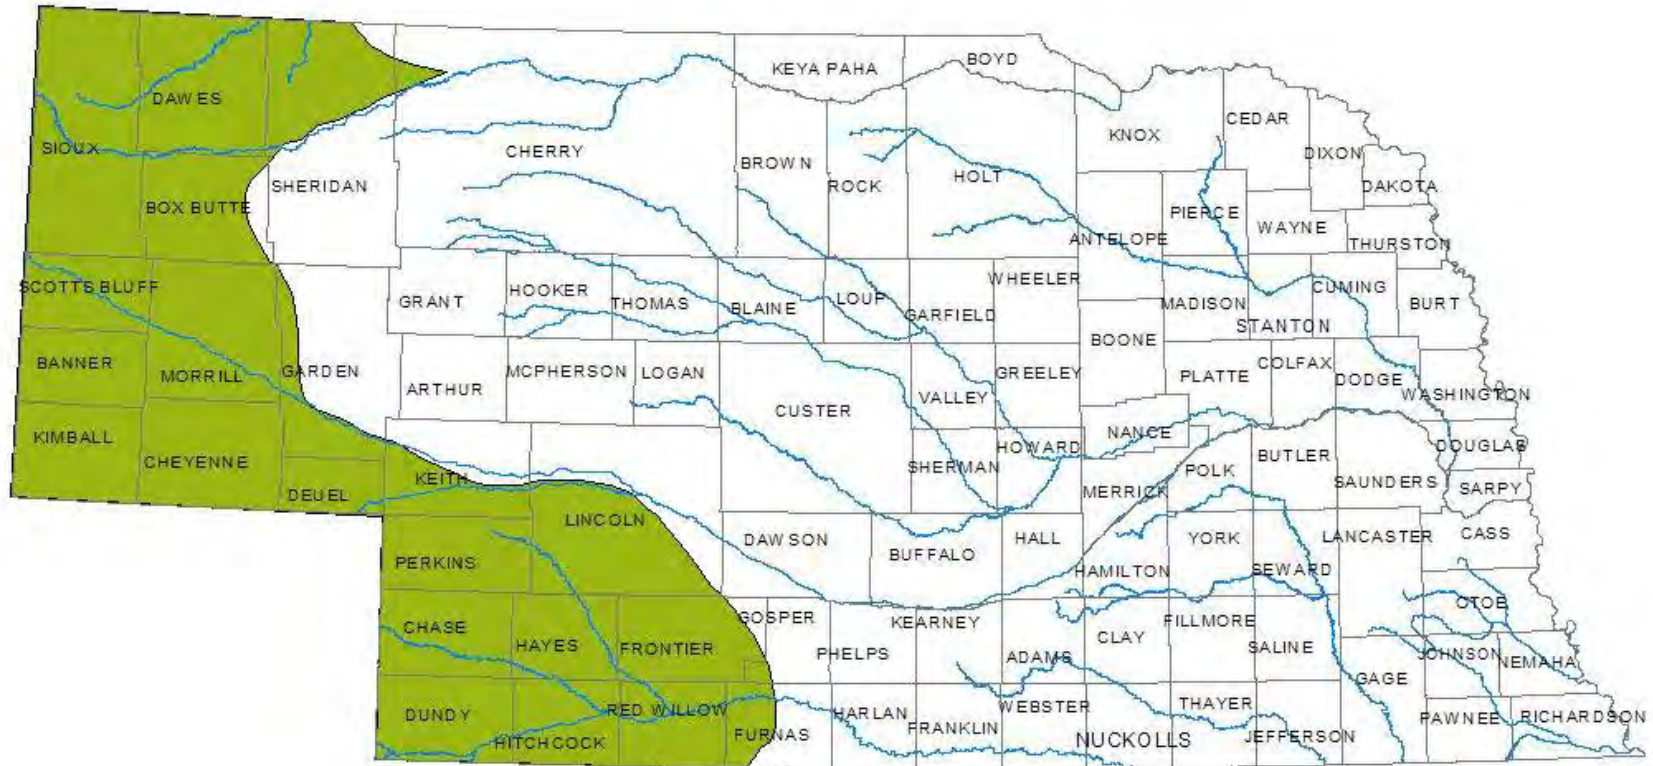 KEYA PAHA
BOYD
DAWES
CHERRY
BROWN
ROCK
HOLT
KNOX
CEDAR
DIXON
DAKOTA
SIOUX
SHERIDAN
BOX BUTTE
ANTELOPE
PIERCE
WAYNE
THURSTON
SCOTTS BLUFF
GRANT
HOOKER
THOMAS
BLAINE
LOUP
GARFIELD
WHEELER
MADISON
STANTON
CUMING
BURT
BANNER
MORRILL
GARDEN
ARTHUR
MCPHERSON
LOGAN
CUSTER
VALLEY
GREELEY
BOONE
PLATTE
COLFAX
DODGE
WASHINGTON
KIMBALL
CHEYENNE
DEUEL
KEITH
LINCOLN
SHERMAN
HOWARD
NANCE
MERRICK
POLK
BUTLER
SAUNDERS
DOUGLAS
SARPY
PERKINS
DAWSON
BUFFALO
HALL
HAMILTON
YORK
SEWARD
LANCASTER
CASS
OTOE
CHASE
HAYES
FRONTIER
GOSPER
PHELPS
KEARNEY
ADAMS
CLAY
FILLMORE
SALINE
GAGE
JOHNSON
NEMAHA
DUNDY
HITCHCOCK
RED WILLOW
FURNAS
HARLAN
FRANKLIN
WEBSTER
NUCKOLLS
THAYER
JEFFERSON
PAWNEE
RICHARDSON